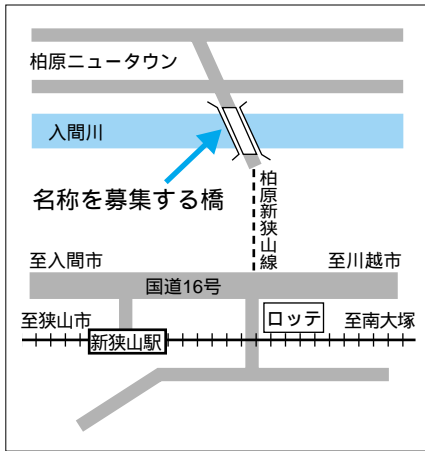 柏原ニュータウン
入間川
名称を募集する橋
柏原新狭山線
至入間市
至川越市
国道16号
至狭山市
ロッテ
至南大塚
新狭山駅